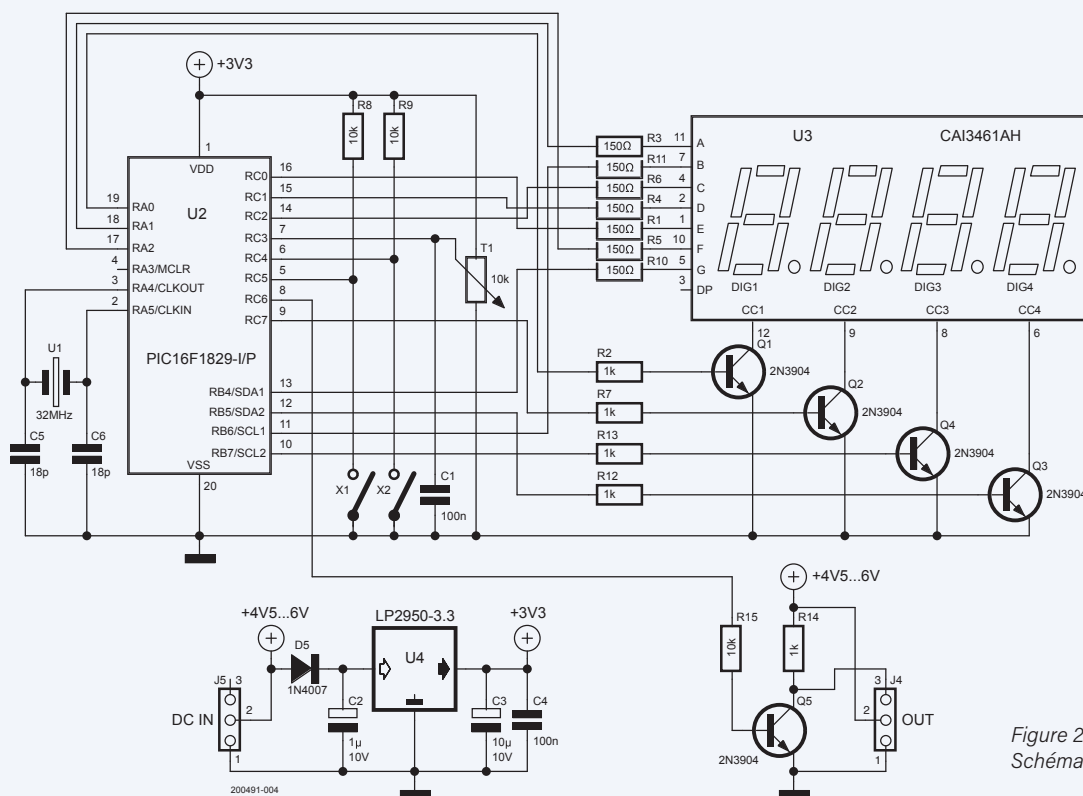 +3V3
R8
10k
R9
10k
1
VDD
U2
PIC16F1829-I/P
VSS
20
19
RA0
18
RA1
17
RA2
4
RA3/MCLR
3
RA4/CLKOUT
2
RA5/CLKIN
RC0
16
RC1
15
RC2
14
RC3
7
RC4
6
RC5
5
RC6
8
RC7
9
RB4/SDA1
13
RB5/SDA2
12
RB6/SCL1
11
RB7/SCL2
10
U1
32MHz
C5
18p
C6
18p
X1
X2
C1
100n
T1
10k
150Ω
R3
11
A
150Ω
R11
7
B
150Ω
R6
4
C
150Ω
R4
2
D
150Ω
R1
1
E
150Ω
R5
10
F
150Ω
R10
5
G
3
DP
U3
CAI3461AH
DIG1
DIG2
DIG3
DIG4
CC1
CC2
CC3
CC4
12
9
8
6
R2
1k
R7
1k
R13
1k
R12
1k
Q1
2N3904
Q2
2N3904
Q4
2N3904
Q3
2N3904
+4V5...6V
J5
3
2
1
DC IN
D5
1N4007
C2
1µ
10V
LP2950-3.3
U4
+3V3
C3
10µ
10V
C4
100n
200491-004
+4V5...6V
R15
10k
R14
1k
Q5
2N3904
3
J4
2
OUT
1
Figure 2
Schéma